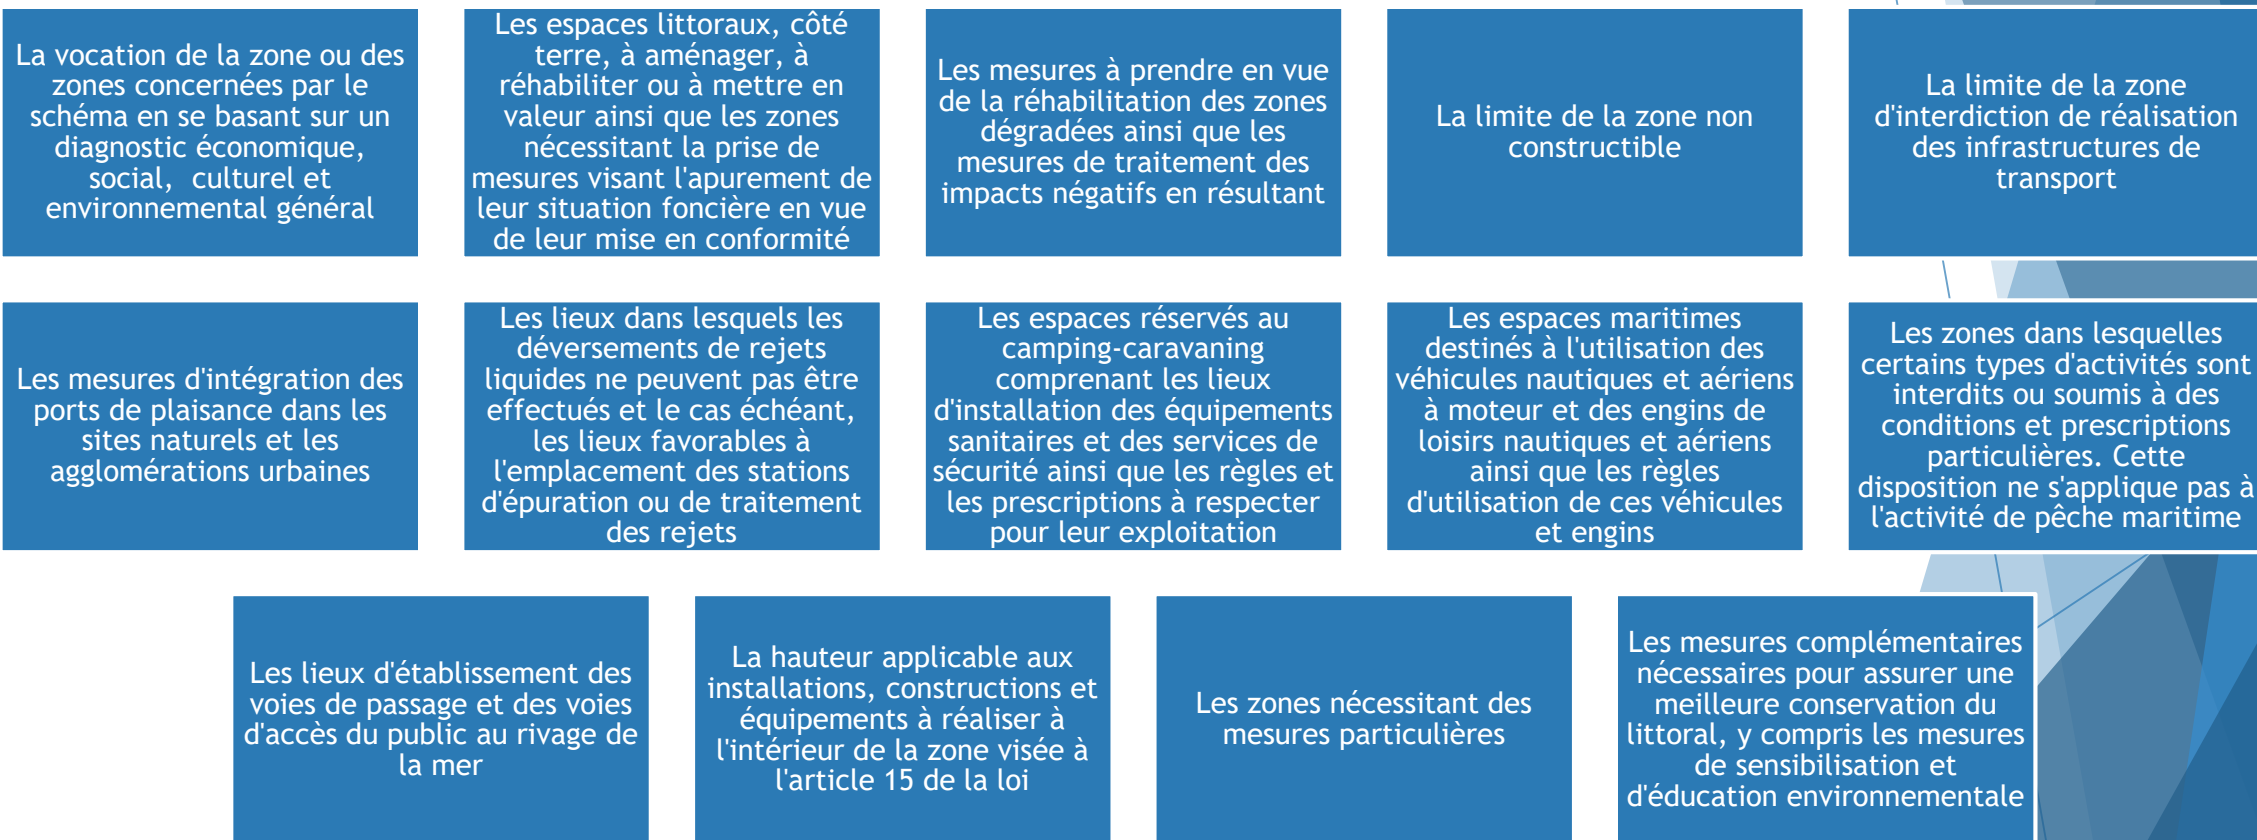 La vocation de la zone ou des
zones concernées par le
schéma en se basant sur un
diagnostic économique,
social, culturel et
environnemental général
Les espaces littoraux, côté
terre, à aménager, à
réhabiliter ou à mettre en
valeur ainsi que les zones
nécessitant la prise de
mesures visant l'apurement de
leur situation foncière en vue
de leur mise en conformité
Les mesures à prendre en vue
de la réhabilitation des zones
dégradées ainsi que les
mesures de traitement des
impacts négatifs en résultant
La limite de la zone non
constructible
La limite de la zone
d'interdiction de réalisation
des infrastructures de
transport
Les mesures d'intégration des
ports de plaisance dans les
sites naturels et les
agglomérations urbaines
Les lieux dans lesquels les
déversements de rejets
liquides ne peuvent pas être
effectués et le cas échéant,
les lieux favorables à
l'emplacement des stations
d'épuration ou de traitement
des rejets
Les espaces réservés au
camping-caravaning
comprenant les lieux
d'installation des équipements
sanitaires et des services de
sécurité ainsi que les règles et
les prescriptions à respecter
pour leur exploitation
Les espaces maritimes
destinés à l'utilisation des
véhicules nautiques et aériens
à moteur et des engins de
loisirs nautiques et aériens
ainsi que les règles
d'utilisation de ces véhicules
et engins
Les zones dans lesquelles
certains types d'activités sont
interdits ou soumis à des
conditions et prescriptions
particulières. Cette
disposition ne s'applique pas à
l'activité de pêche maritime
Les lieux d'établissement des
voies de passage et des voies
d'accès du public au rivage de
la mer
La hauteur applicable aux
installations, constructions et
équipements à réaliser à
l'intérieur de la zone visée à
l'article 15 de la loi
Les zones nécessitant des
mesures particulières
Les mesures complémentaires
nécessaires pour assurer une
meilleure conservation du
littoral, y compris les mesures
de sensibilisation et
d'éducation environnementale